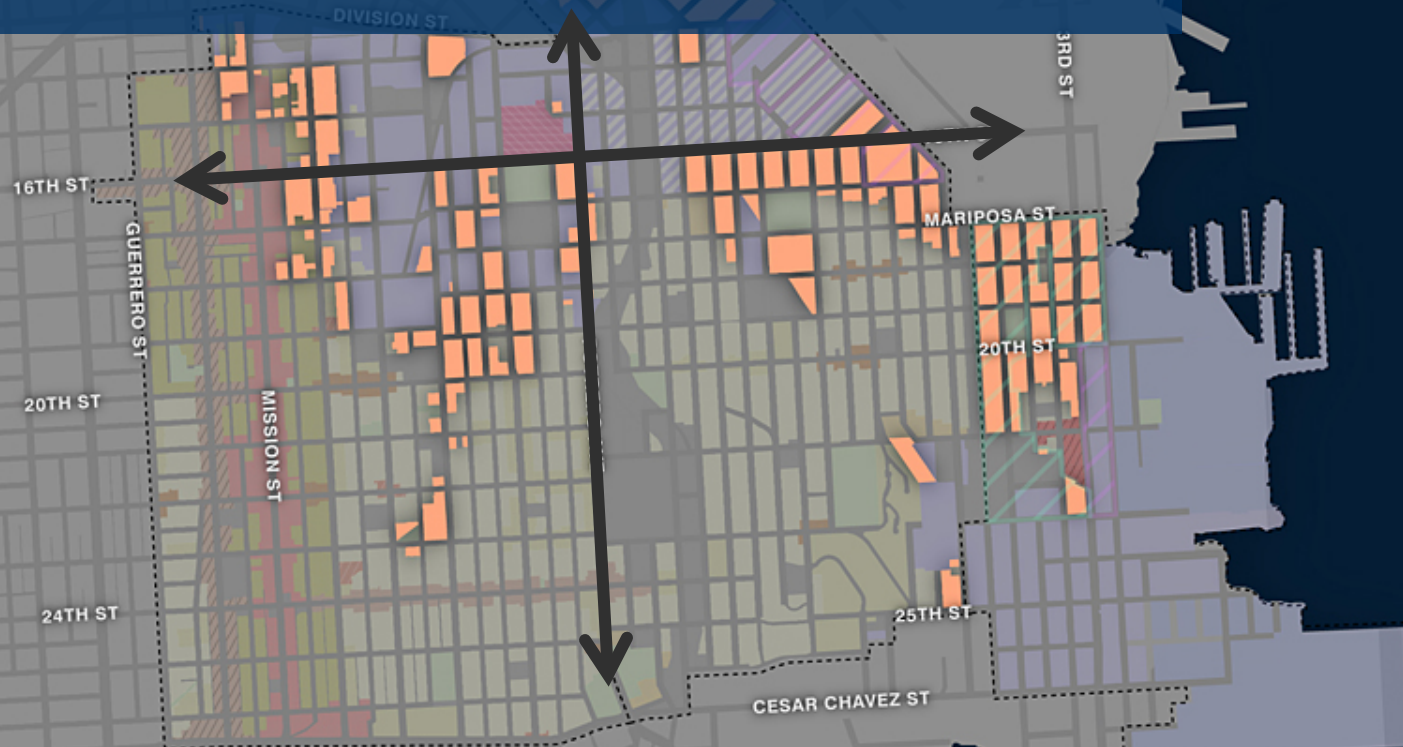 DIVISION ST
3RD ST
16TH ST
MARIPOSA ST
GUERRERO ST
20TH ST
20TH ST
MISSION ST
24TH ST
25TH ST
CESAR CHAVEZ ST